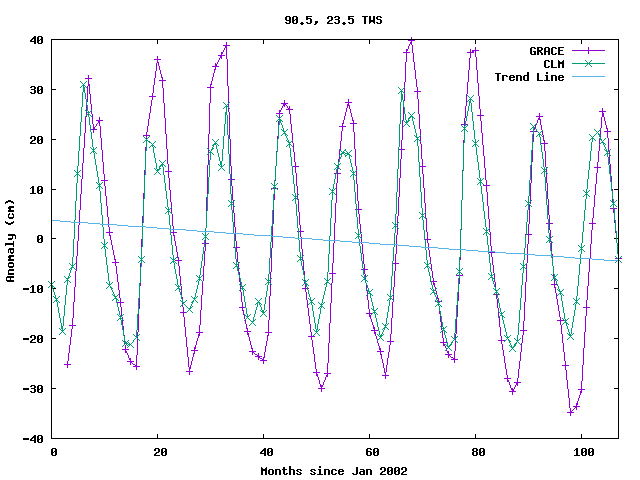 90.5, 23.5 TWS
GRACE
CLM
Trend Line
40
30
20
10
0
-10
-20
-30
-40
Anomaly (cm)
0 20 40 60 80 100
Months since Jan 2002